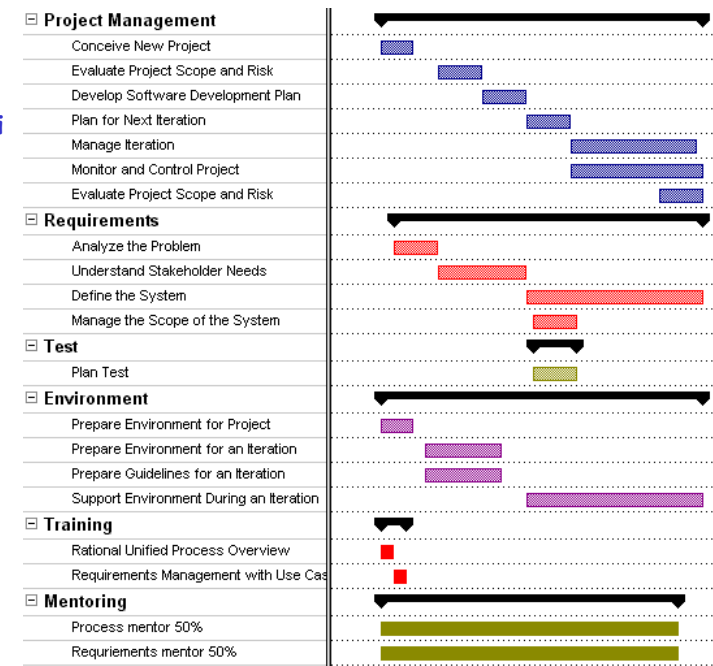 Project Management
Conceive New Project
Evaluate Project Scope and Risk
Develop Software Development Plan
Plan for Next Iteration
Manage Iteration
Monitor and Control Project
Evaluate Project Scope and Risk
Requirements
Analyze the Problem
Understand Stakeholder Needs
Define the System
Manage the Scope of the System
Test
Plan Test
Environment
Prepare Environment for Project
Prepare Environment for an Iteration
Prepare Guidelines for an Iteration
Support Environment During an Iteration
Training
Rational Unified Process Overview
Requirements Management with Use Cas
Mentoring
Process mentor 50%
Requriements mentor 50%